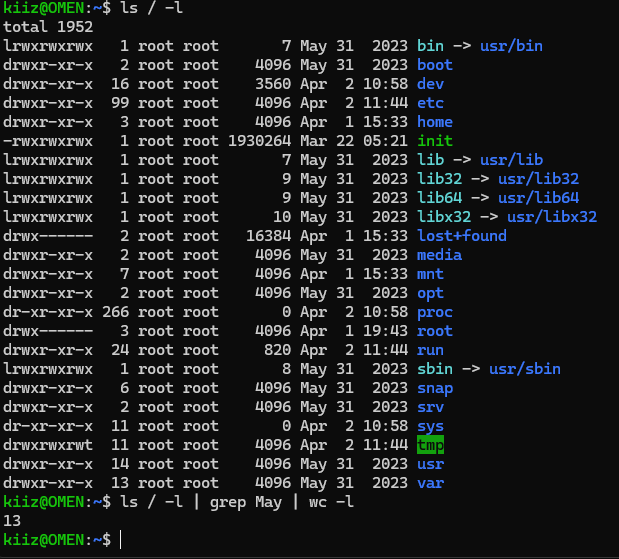 kiiz@OMEN:~$ ls / -l
total 1952
lrwxrwxrwx   1 root root       7 May 31  2023 bin -> usr/bin
drwxr-xr-x   2 root root    4096 May 31  2023 boot
drwxr-xr-x  16 root root    3560 Apr  2 10:58 dev
drwxr-xr-x  99 root root    4096 Apr  2 11:44 etc
drwxr-xr-x   3 root root    4096 Apr  1 15:33 home
-rwxrwxrwx   1 root root 1930264 Mar 22 05:21 init
lrwxrwxrwx   1 root root       7 May 31  2023 lib -> usr/lib
lrwxrwxrwx   1 root root       9 May 31  2023 lib32 -> usr/lib32
lrwxrwxrwx   1 root root       9 May 31  2023 lib64 -> usr/lib64
lrwxrwxrwx   1 root root      10 May 31  2023 libx32 -> usr/libx32
drwx------   2 root root   16384 Apr  1 15:33 lost+found
drwxr-xr-x   2 root root    4096 May 31  2023 media
drwxr-xr-x   7 root root    4096 Apr  1 15:33 mnt
drwxr-xr-x   2 root root    4096 May 31  2023 opt
dr-xr-xr-x 266 root root       0 Apr  2 10:58 proc
drwx------   3 root root    4096 Apr  1 19:43 root
drwxr-xr-x  24 root root     820 Apr  2 11:44 run
lrwxrwxrwx   1 root root       8 May 31  2023 sbin -> usr/sbin
drwxr-xr-x   6 root root    4096 May 31  2023 snap
drwxr-xr-x   2 root root    4096 May 31  2023 srv
dr-xr-xr-x  11 root root       0 Apr  2 10:58 sys
drwxrwxrwt  11 root root    4096 Apr  2 11:44 tmp
drwxr-xr-x  14 root root    4096 May 31  2023 usr
drwxr-xr-x  13 root root    4096 May 31  2023 var
kiiz@OMEN:~$ ls / -l | grep May | wc -l
13
kiiz@OMEN:~$